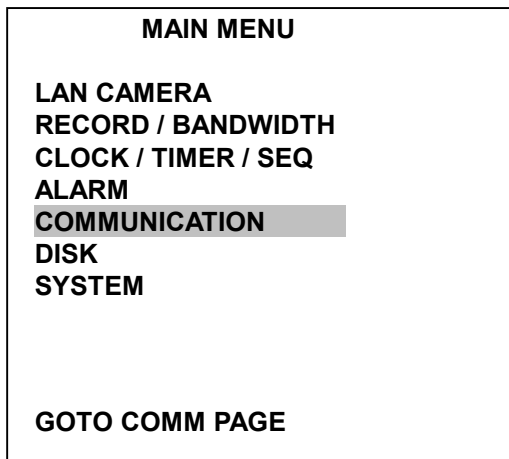 MAIN MENU
LAN CAMERA
RECORD / BANDWIDTH
CLOCK / TIMER / SEQ
ALARM
COMMUNICATION
DISK
SYSTEM
GOTO COMM PAGE